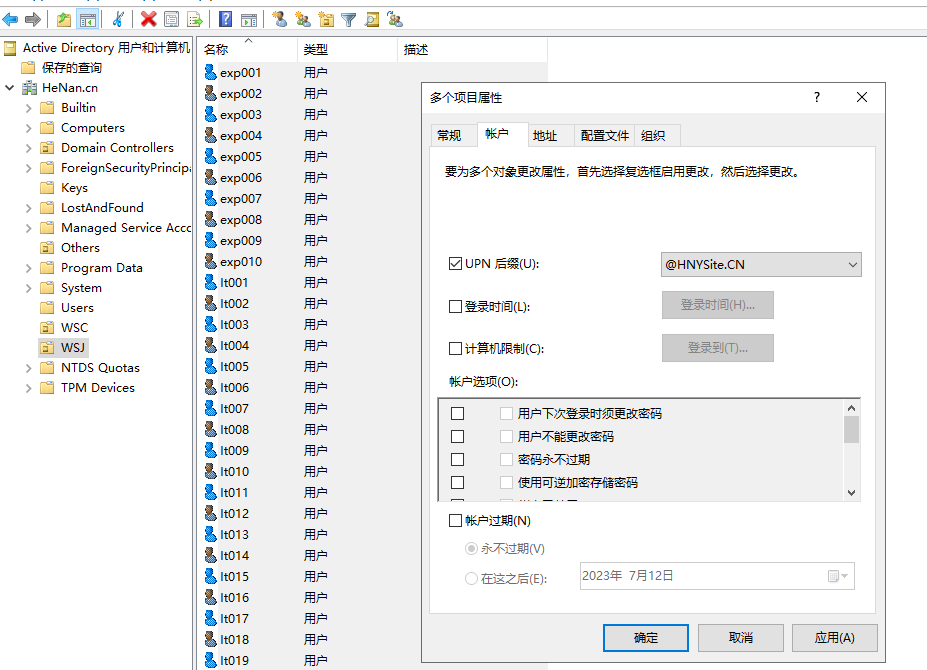 Active Directory 用户和计算机
保存的查询
HeNan.cn
Builtin
Computers
Domain Controllers
ForeignSecurityPrincipa
Keys
LostAndFound
Managed Service Acco
Others
Program Data
System
Users
WSC
WSJ
NTDS Quotas
TPM Devices
名称 类型 描述
exp001 用户
exp002 用户
exp003 用户
exp004 用户
exp005 用户
exp006 用户
exp007 用户
exp008 用户
exp009 用户
exp010 用户
lt001 用户
lt002 用户
lt003 用户
lt004 用户
lt005 用户
lt006 用户
lt007 用户
lt008 用户
lt009 用户
lt010 用户
lt011 用户
lt012 用户
lt013 用户
lt014 用户
lt015 用户
lt016 用户
lt017 用户
lt018 用户
lt019 用户
多个项目属性 ?
常规 帐户 地址 配置文件 组织
要为多个对象更改属性，首先选择复选框启用更改，然后选择更改。
UPN 后缀(U): @HNYSite.CN
登录时间(L): 登录时间(H)...
计算机限制(C): 登录到(T)...
帐户选项(O):
用户下次登录时须更改密码
用户不能更改密码
密码永不过期
使用可逆加密存储密码
帐户过期(N)
永不过期(V)
在这之后(E): 2023年 7月12日
确定 取消 应用(A)